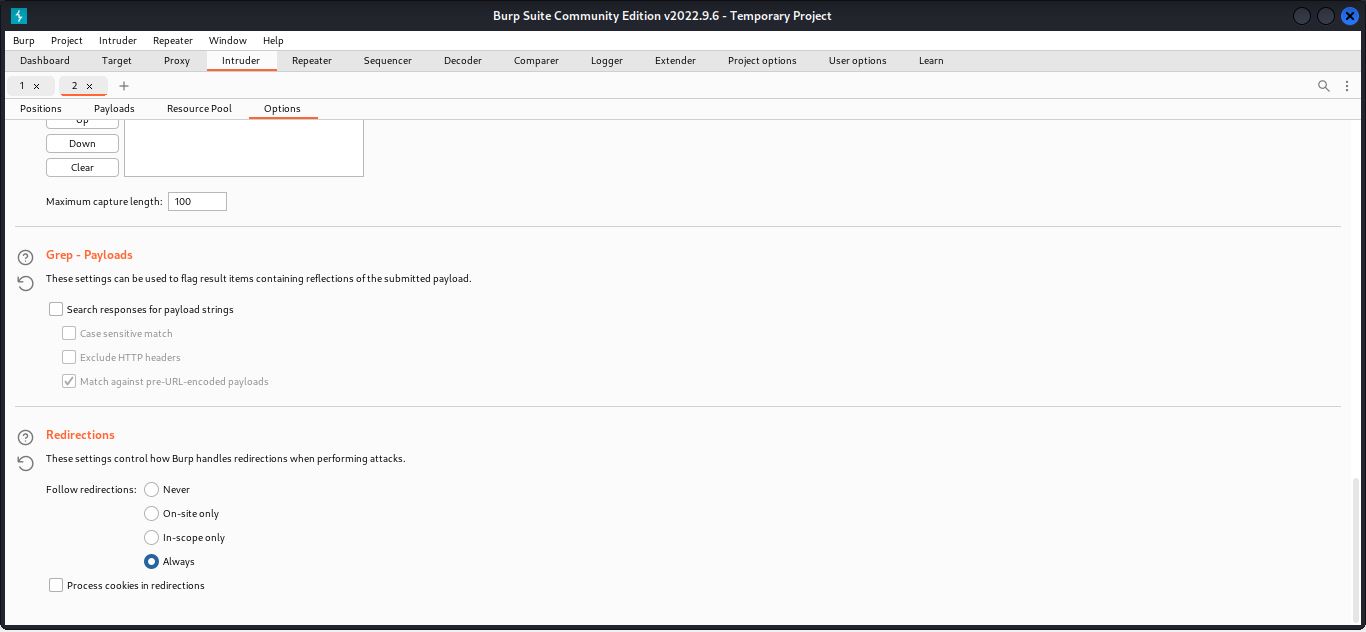 Burp Suite Community Edition v2022.9.6 - Temporary Project
Burp Project Intruder Repeater Window Help
Dashboard Target Proxy Intruder Repeater Sequencer Decoder Comparer Logger Extender Project options User options Learn
1 × 2 × +
Positions Payloads Resource Pool Options
Up
Down
Clear
Maximum capture length: 100
Grep - Payloads
These settings can be used to flag result items containing reflections of the submitted payload.
Search responses for payload strings
Case sensitive match
Exclude HTTP headers
Match against pre-URL-encoded payloads
Redirections
These settings control how Burp handles redirections when performing attacks.
Follow redirections: Never
On-site only
In-scope only
Always
Process cookies in redirections